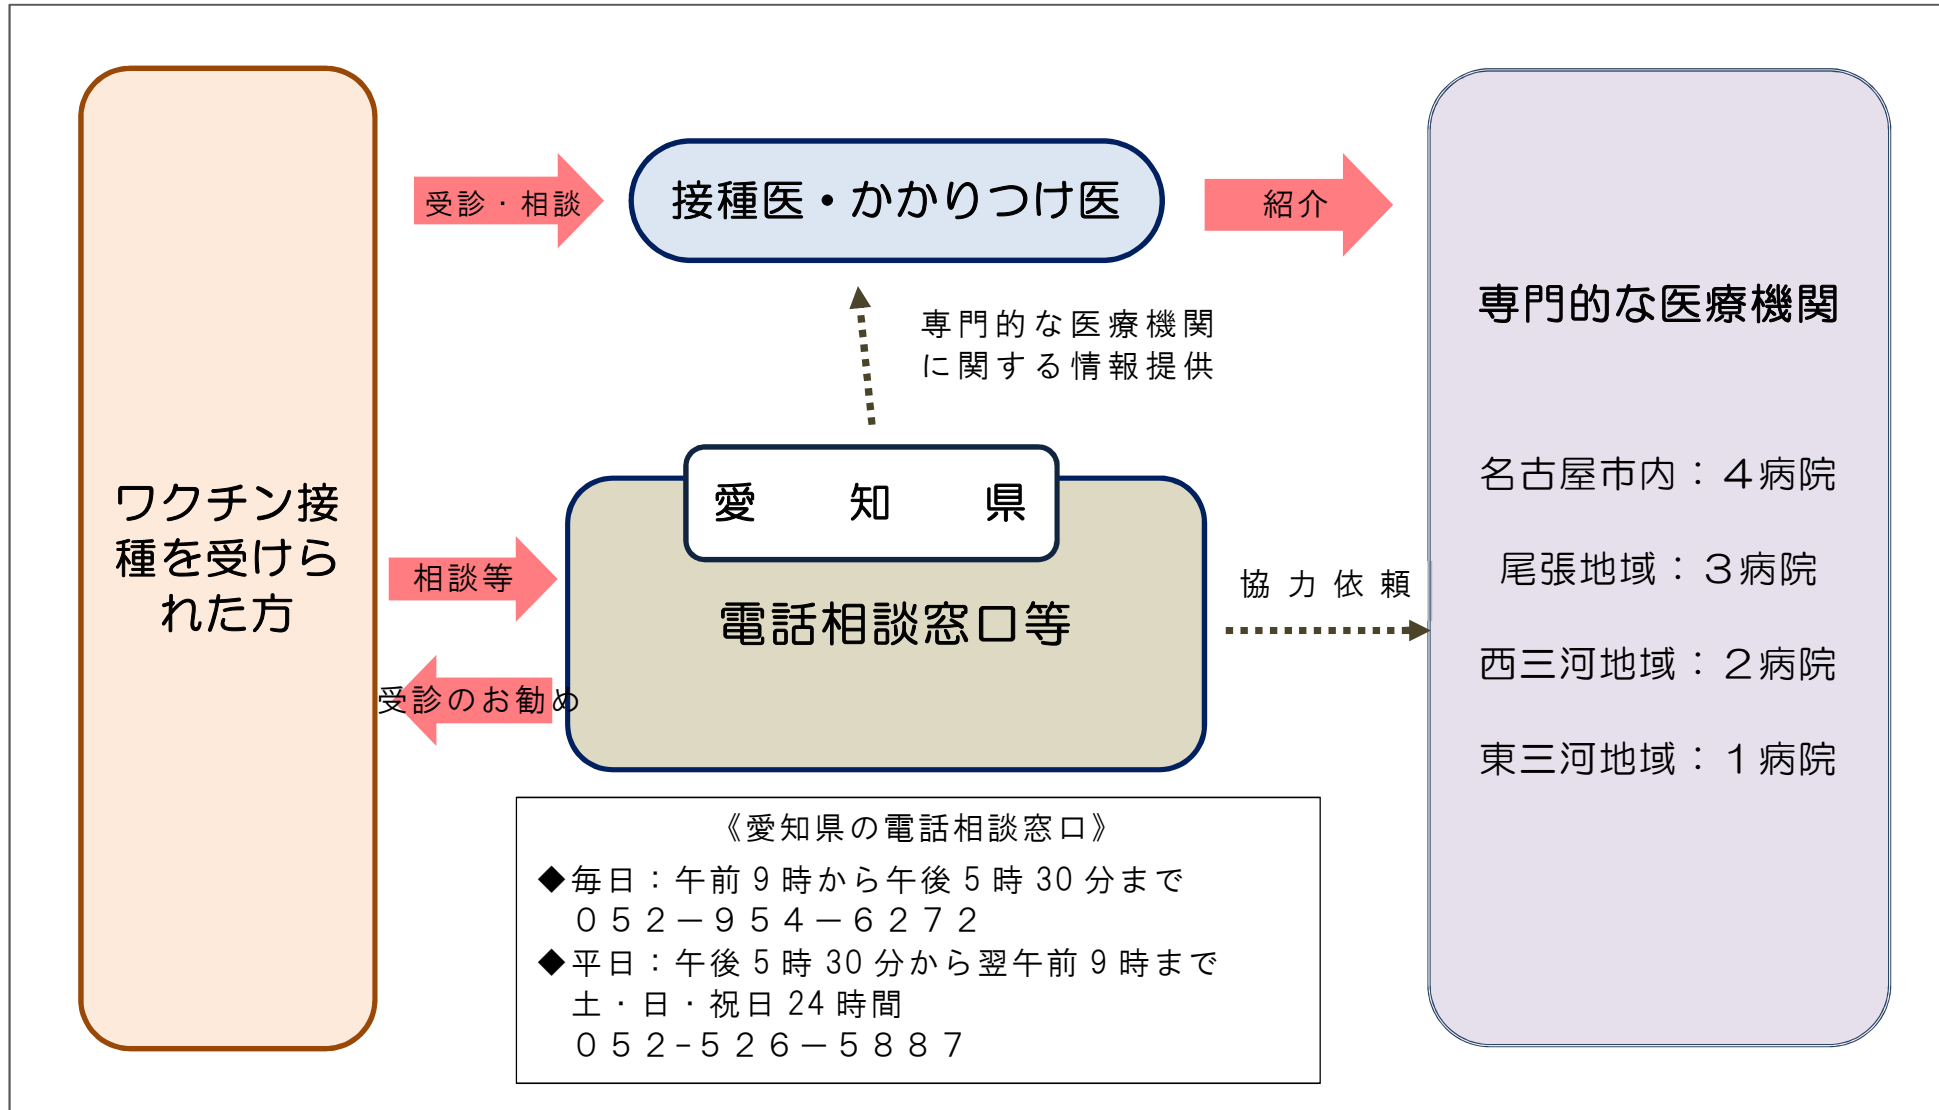 ワクチン接
種を受けら
れた方
受診・相談
接種医・かかりつけ医
紹介
専門的な医療機関
に関する情報提供
愛　知　県
電話相談窓口等
相談等
受診のお勧め
協力依頼
専門的な医療機関
名古屋市内：４病院
尾張地域：３病院
西三河地域：２病院
東三河地域：１病院
《愛知県の電話相談窓口》
◆毎日：午前9時から午後5時30分まで
０５２－９５４－６２７２
◆平日：午後5時30分から翌午前9時まで
土・日・祝日24時間
０５２-５２６－５８８７